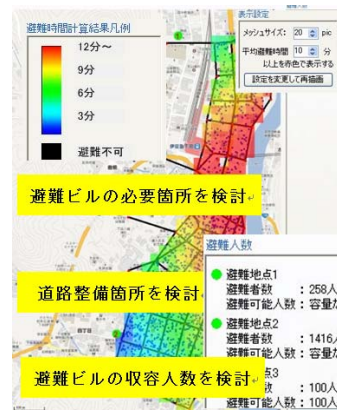 表示設定
避難時間計算結果凡例
メッシュサイズ: 20 pic
12分～
平均避難時間 10 分
以上を赤色で表示する
9分
設定を変更して再描画
6分
3分
避難不可
避難ビルの必要箇所を検討
避難人数
避難地点1
避難者数 : 258人
避難可能人数 : 容量
道路整備箇所を検討
避難地点2
避難者数 : 1416人
避難可能人数 : 容量
避難ビルの収容人数を検討
点3
数 : 100人
避難可能人数 : 100人